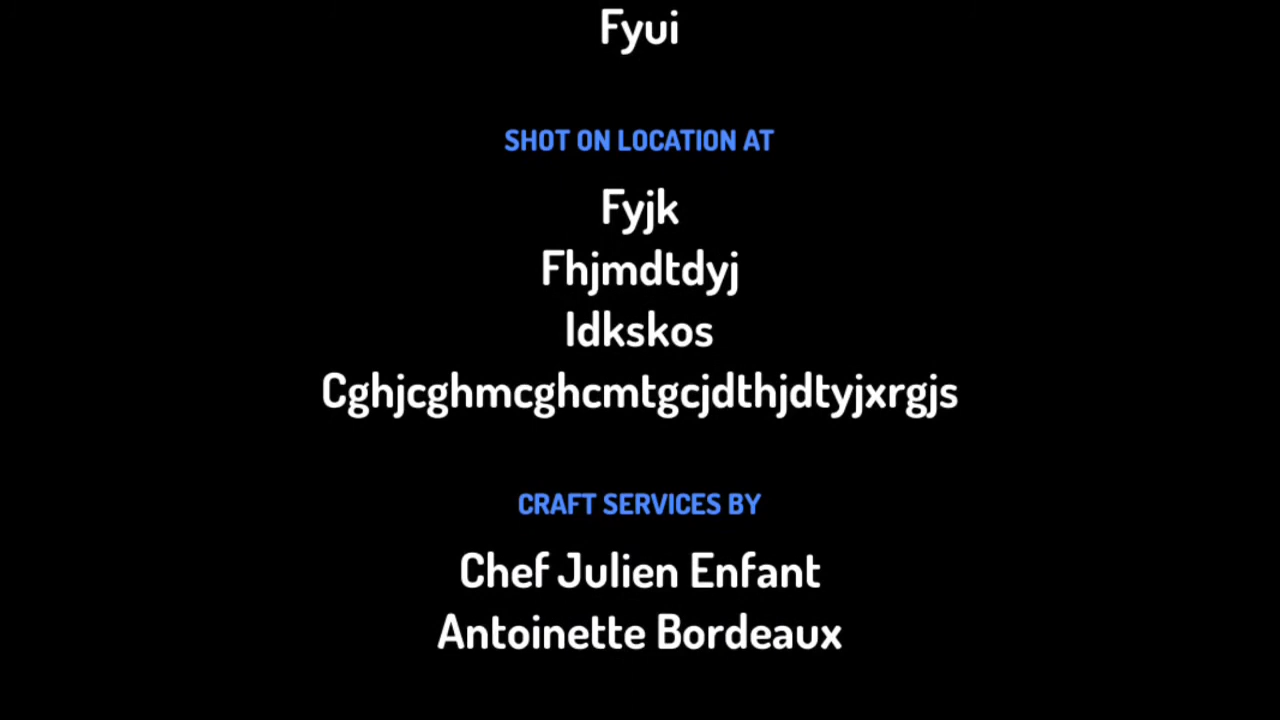 Fyui
SHOT ON LOCATION AT
Fyjk
Fhjmdtdyj
Idkskos
Cghjcghmcghcmtgcjdthjdtyjxrgjs
CRAFT SERVICES BY
Chef Julien Enfant
Antoinette Bordeaux